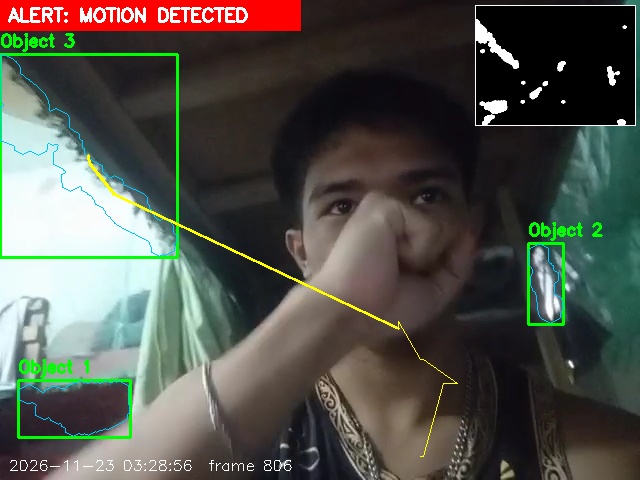 ALERT: MOTION DETECTED
Object 3
Object 2
Object 1
2026-11-23 03:28:56 frame 806